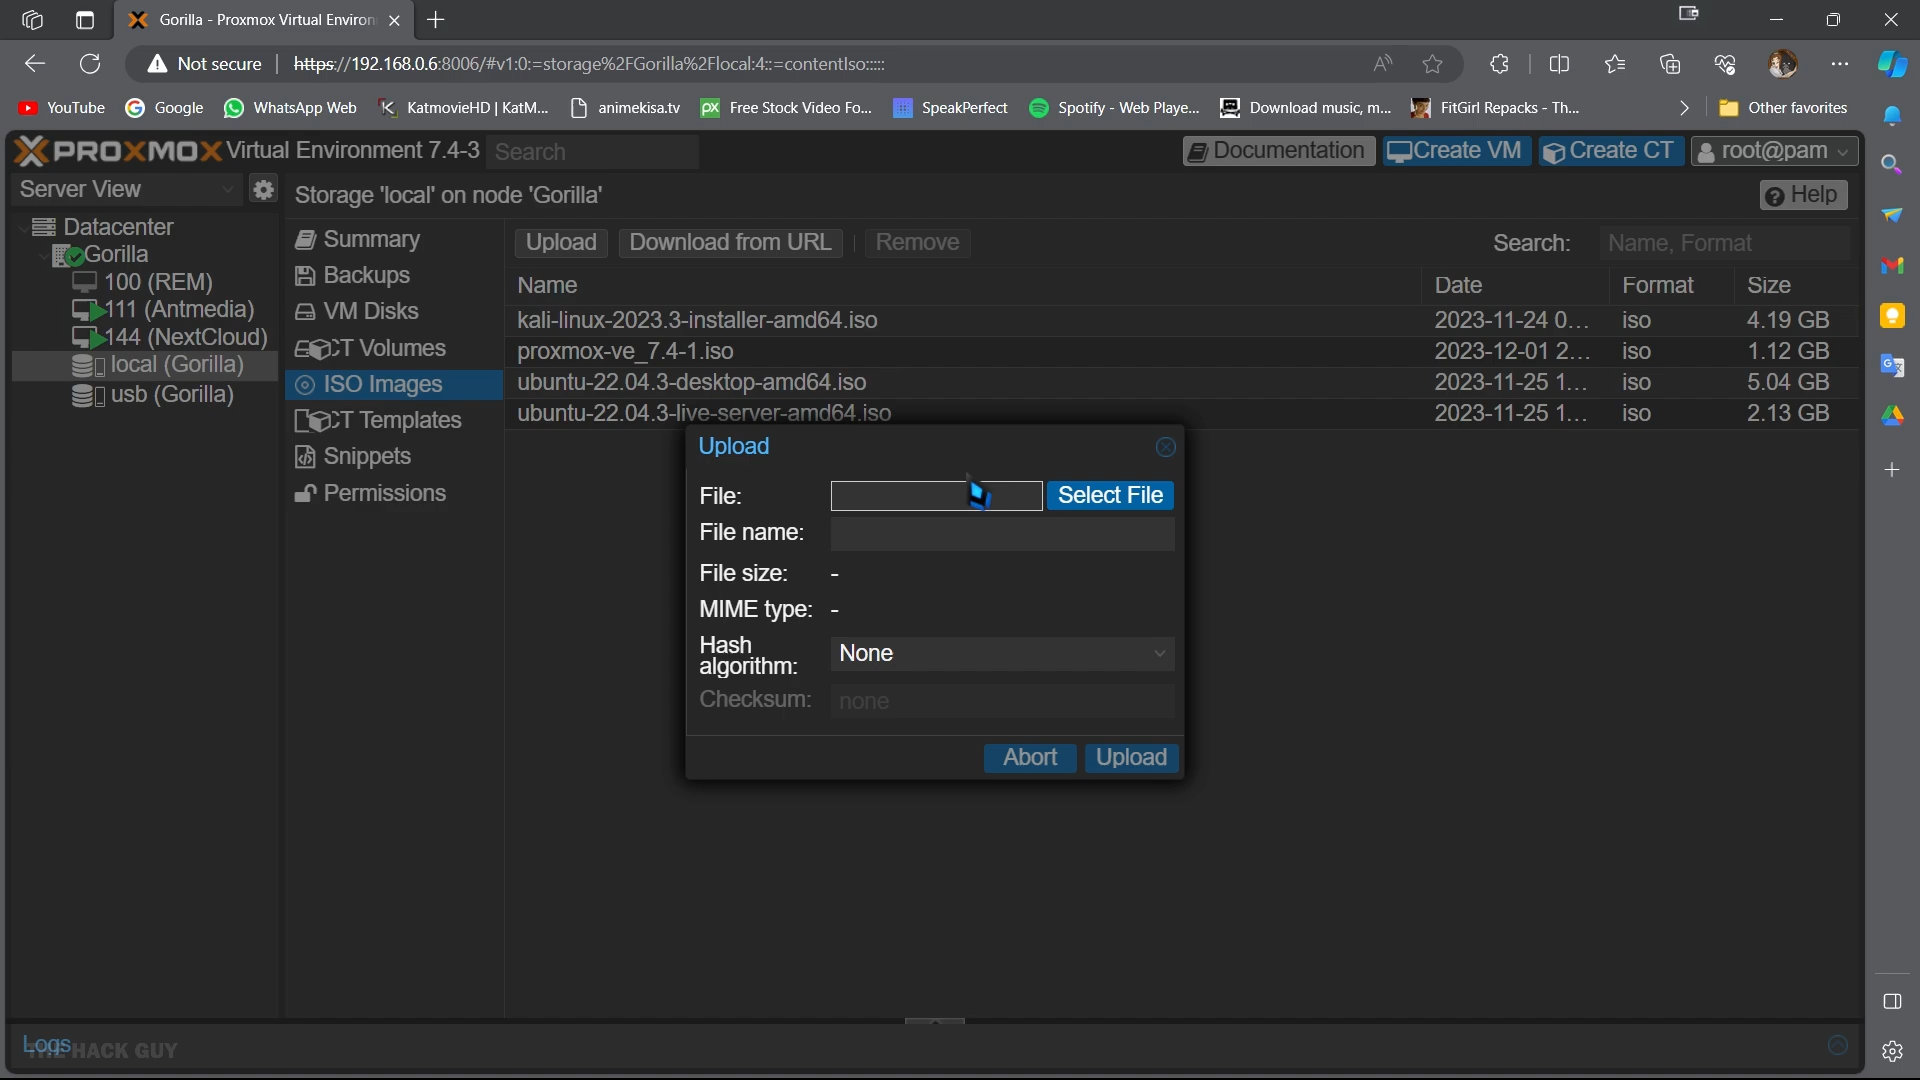 Gorilla - Proxmox Virtual Environ
Not secure
https://192.168.0.6:8006/#v1:0:=storage%2FGorilla%2Flocal:4::=contentIso:::::
YouTube
Google
WhatsApp Web
KatmovieHD | KatM...
animekisa.tv
Free Stock Video Fo...
SpeakPerfect
Spotify - Web Playe...
Download music, m...
FitGirl Repacks - Th...
Other favorites
PROXMOX Virtual Environment 7.4-3
Search
Documentation
Create VM
Create CT
root@pam
Server View
Storage 'local' on node 'Gorilla'
Help
Datacenter
Gorilla
100 (REM)
111 (Antmedia)
144 (NextCloud)
local (Gorilla)
usb (Gorilla)
Summary
Backups
VM Disks
CT Volumes
ISO Images
CT Templates
Snippets
Permissions
Upload
Download from URL
Remove
Search:
Name, Format
Name Date Format Size
kali-linux-2023.3-installer-amd64.iso 2023-11-24 0... iso 4.19 GB
proxmox-ve_7.4-1.iso 2023-12-01 2... iso 1.12 GB
ubuntu-22.04.3-desktop-amd64.iso 2023-11-25 1... iso 5.04 GB
ubuntu-22.04.3-live-server-amd64.iso 2023-11-25 1... iso 2.13 GB
Upload
File:
Select File
File name:
File size: -
MIME type: -
Hash
algorithm:
None
Checksum:
none
Abort
Upload
Logs
THE HACK GUY